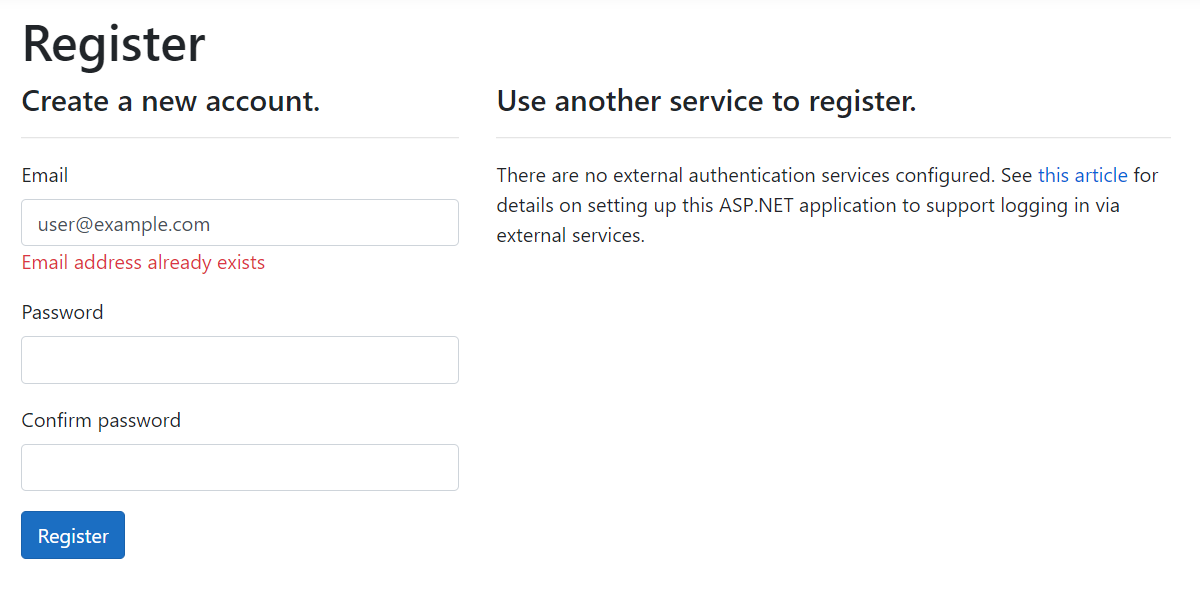 Register
Create a new account.
Email
user@example.com
Email address already exists
Password
Confirm password
Register
Use another service to register.
There are no external authentication services configured. See this article for
details on setting up this ASP.NET application to support logging in via
external services.